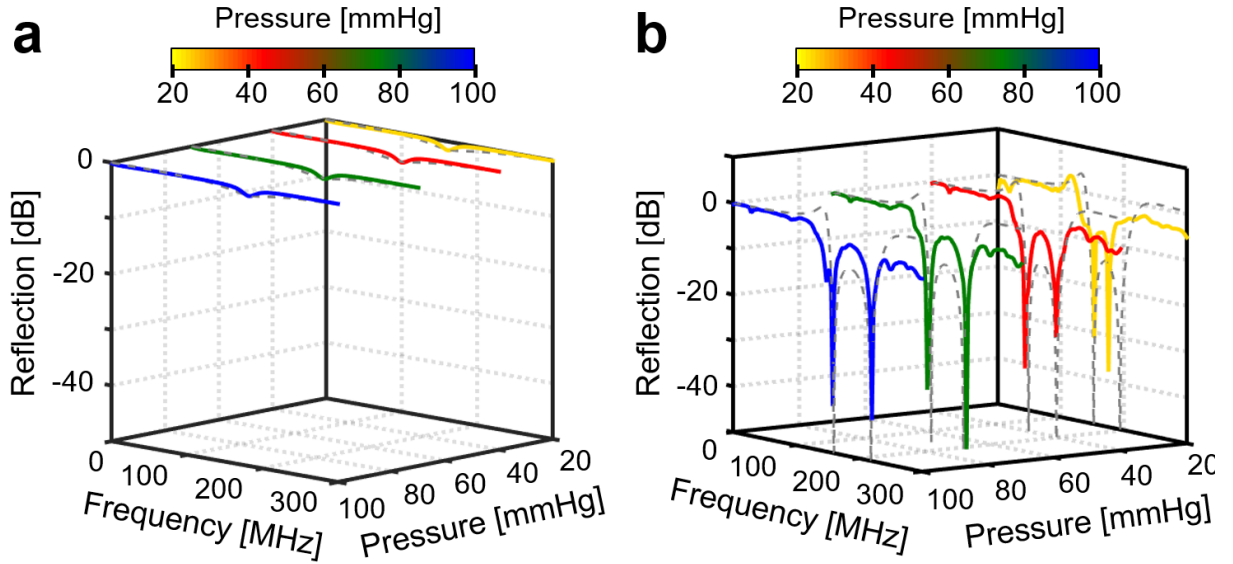 a
Pressure [mmHg]
20 40 60 80 100
0
-20
-40
Reflection [dB]
0 100 200 300
Frequency [MHz]
100 80 60 40 20
Pressure [mmHg]
b
Pressure [mmHg]
20 40 60 80 100
0
-20
-40
Reflection [dB]
0 100 200 300
Frequency [MHz]
100 80 60 40 20
Pressure [mmHg]